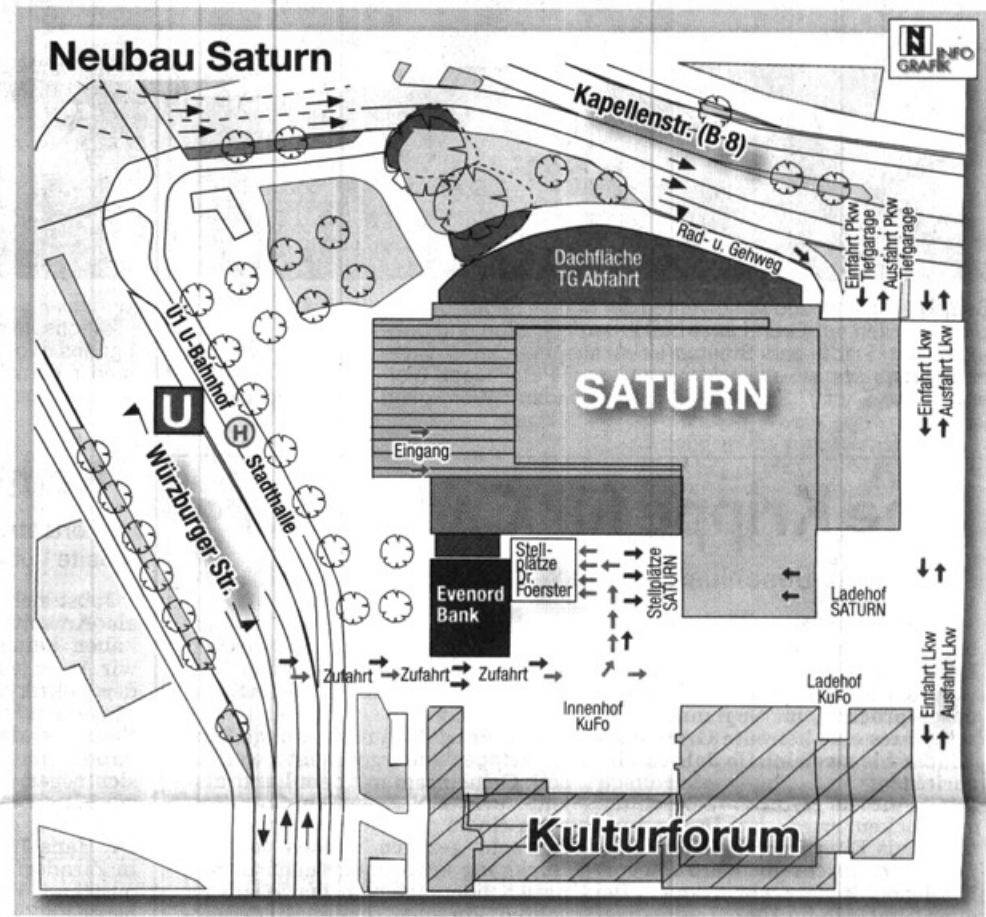 Neubau Saturn
N INFO
GRAFIK
Kapellenstr. (B 8)
Rad- u. Gehweg
Einfahrt Pkw
Tiefgarage
Ausfahrt Pkw
Tiefgarage
Dachfläche
TG Abfahrt
SATURN
Einfahrt Lkw
Ausfahrt Lkw
U1 U-Bahnhof
H
Stadthalle
U
Würzburger Str.
Eingang
Stell-
plätze
Dr.
Foerster
Stellplätze
SATURN
Evenord
Bank
Ladehof
SATURN
Zufahrt
Zufahrt
Zufahrt
Innenhof
KuFo
Ladehof
KuFo
Einfahrt Lkw
Ausfahrt Lkw
Kulturforum